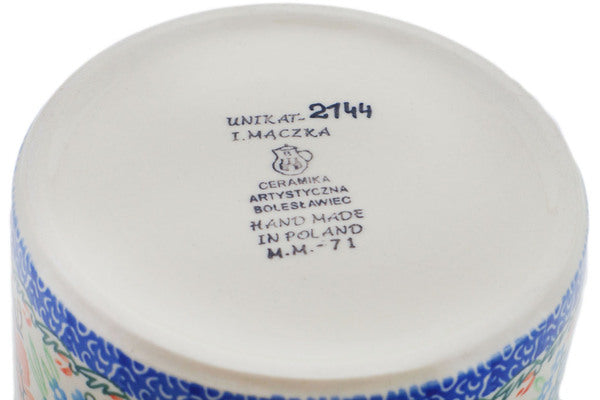 UNIKAT-2744
I.MĄCZKA
CERAMIKA
ARTYSTYCZNA
BOLESŁAWIEC
HAND MADE
IN POLAND
M.M.-71